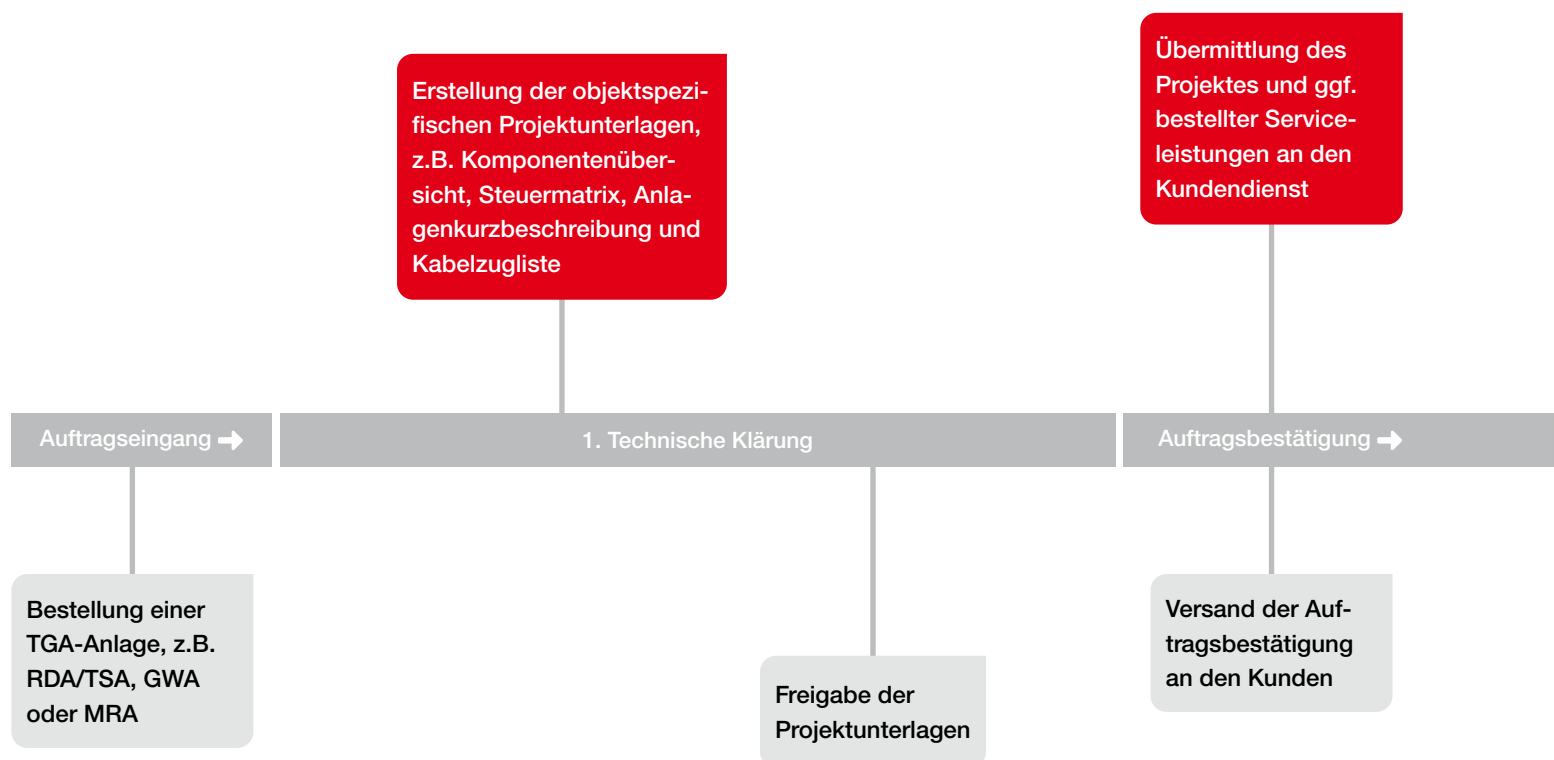 Übermittlung des
Projektes und ggf.
bestellter Service-
leistungen an den
Kundendienst
Erstellung der objektspezi-
fischen Projektunterlagen,
z.B. Komponentenüber-
sicht, Steuermatrix, Anla-
genkurzbeschreibung und
Kabelzugliste
Auftragseingang
1. Technische Klärung
Auftragsbestätigung
Bestellung einer
TGA-Anlage, z.B.
RDA/TSA, GWA
oder MRA
Freigabe der
Projektunterlagen
Versand der Auf-
tragsbestätigung
an den Kunden